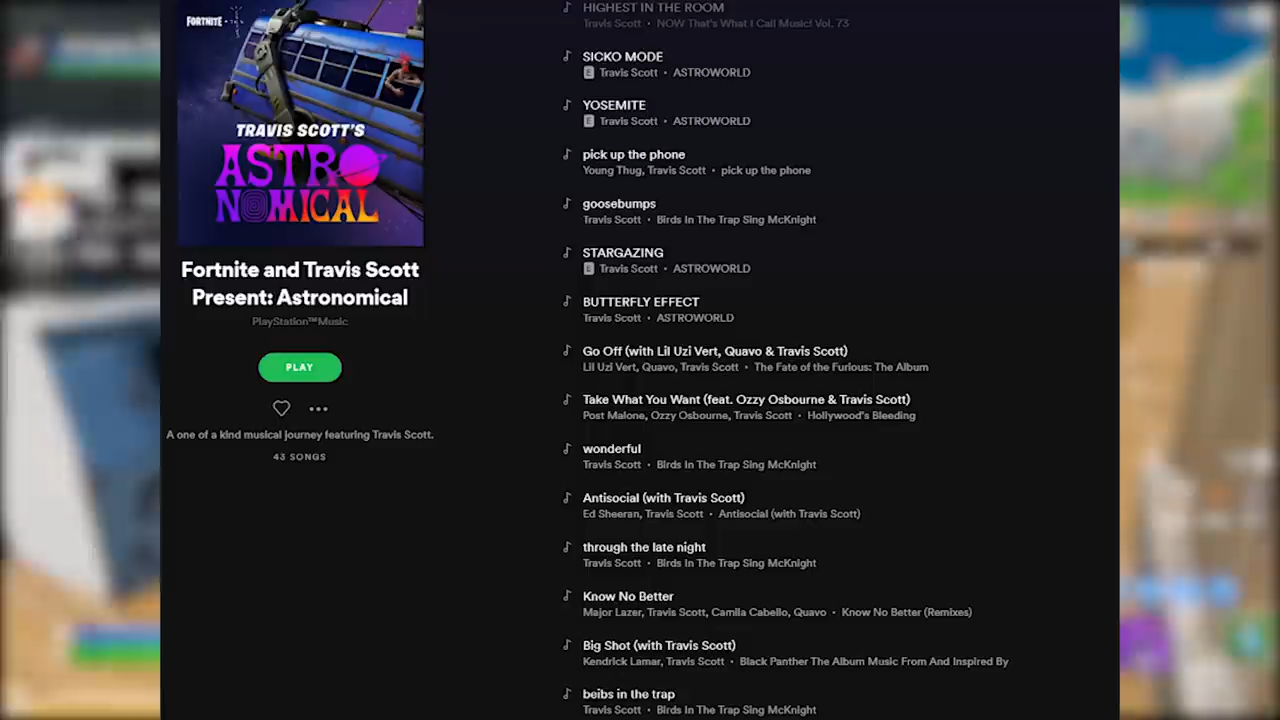 FORTNITE
TRAVIS SCOTT'S
ASTRO
NOMICAL
Fortnite and Travis Scott
Present: Astronomical
PlayStation™Music
PLAY
A one of a kind musical journey featuring Travis Scott.
43 SONGS
HIGHEST IN THE ROOM
Travis Scott • NOW That's What I Call Music! Vol. 73
SICKO MODE
E Travis Scott • ASTROWORLD
YOSEMITE
E Travis Scott • ASTROWORLD
pick up the phone
Young Thug, Travis Scott • pick up the phone
goosebumps
Travis Scott • Birds In The Trap Sing McKnight
STARGAZING
E Travis Scott • ASTROWORLD
BUTTERFLY EFFECT
Travis Scott • ASTROWORLD
Go Off (with Lil Uzi Vert, Quavo & Travis Scott)
Lil Uzi Vert, Quavo, Travis Scott • The Fate of the Furious: The Album
Take What You Want (feat. Ozzy Osbourne & Travis Scott)
Post Malone, Ozzy Osbourne, Travis Scott • Hollywood's Bleeding
wonderful
Travis Scott • Birds In The Trap Sing McKnight
Antisocial (with Travis Scott)
Ed Sheeran, Travis Scott • Antisocial (with Travis Scott)
through the late night
Travis Scott • Birds In The Trap Sing McKnight
Know No Better
Major Lazer, Travis Scott, Camila Cabello, Quavo • Know No Better (Remixes)
Big Shot (with Travis Scott)
Kendrick Lamar, Travis Scott • Black Panther The Album Music From And Inspired By
beibs in the trap
Travis Scott • Birds In The Trap Sing McKnight